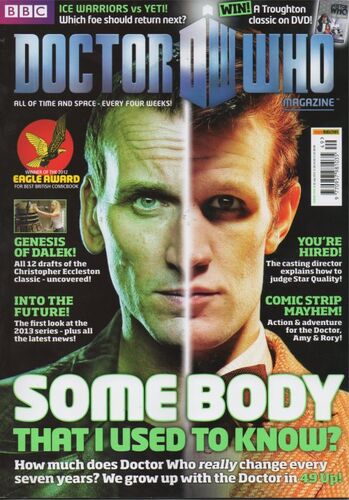 BBC
ICE WARRIORS vs YETI!
Which foe should return next?
WIN! A Troughton
classic on DVD!
DOCTOR WHO
MAGAZINE
ALL OF TIME AND SPACE - EVERY FOUR WEEKS!
WINNER OF THE 2012
EAGLE AWARD
FOR BEST BRITISH COMICBOOK
GENESIS
OF DALEK!
All 12 drafts of the
Christopher Eccleston
classic - uncovered!
INTO THE
FUTURE!
The first look at the
2013 series - plus all
the latest news!
YOU'RE
HIRED!
The casting director
explains how to
judge Star Quality!
COMIC STRIP
MAYHEM!
Action & adventure
for the Doctor,
Amy & Rory!
SOME BODY
THAT I USED TO KNOW?
How much does Doctor Who really change every
seven years? We grow up with the Doctor in 49 Up!